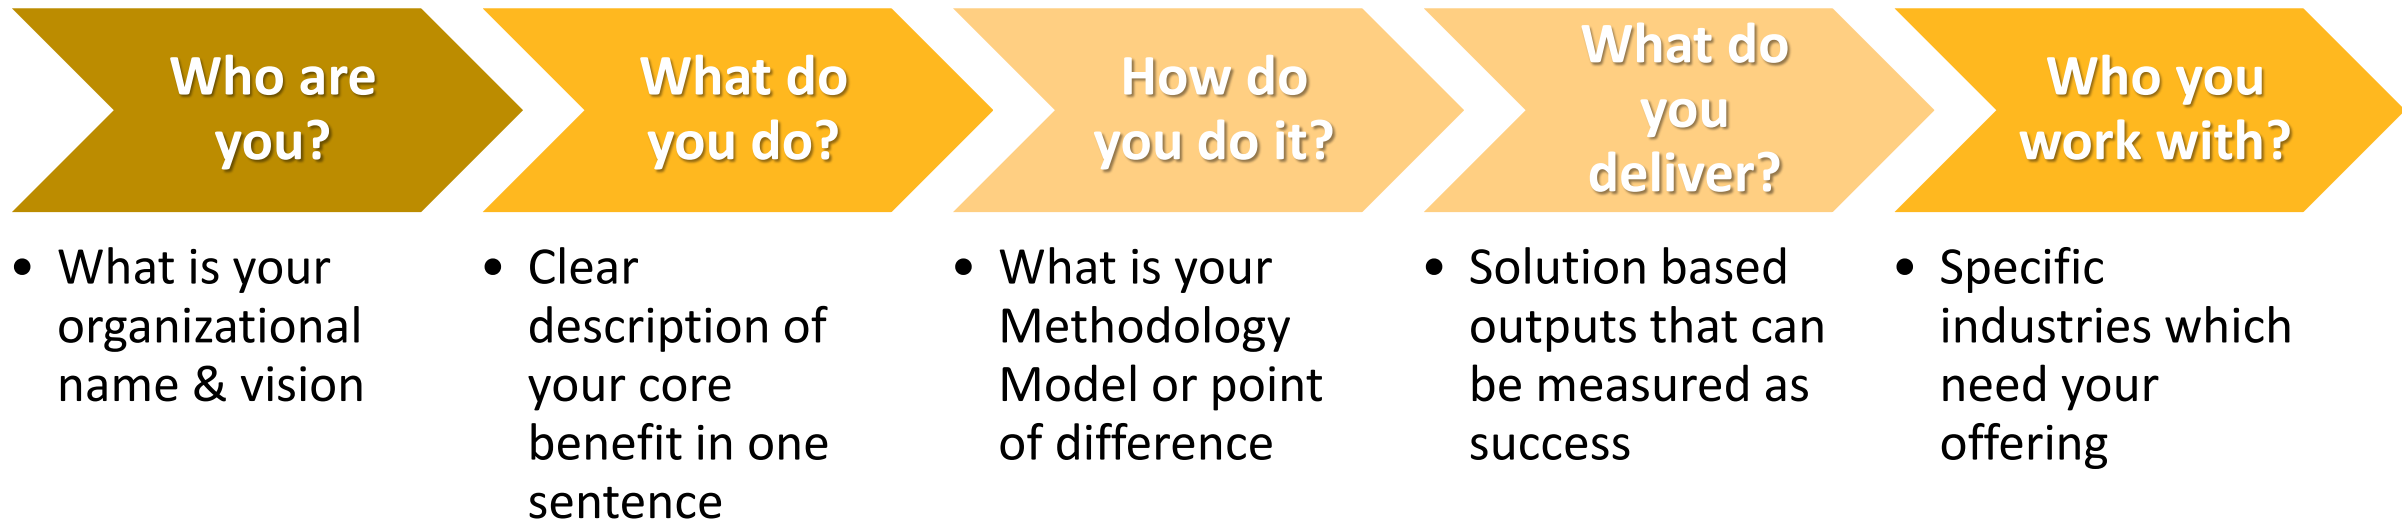 Who are
you?
• What is your
organizational
name & vision
What do
you do?
• Clear
description of
your core
benefit in one
sentence
How do
you do it?
• What is your
Methodology
Model or point
of difference
What do
you
deliver?
• Solution based
outputs that can
be measured as
success
Who you
work with?
• Specific
industries which
need your
offering